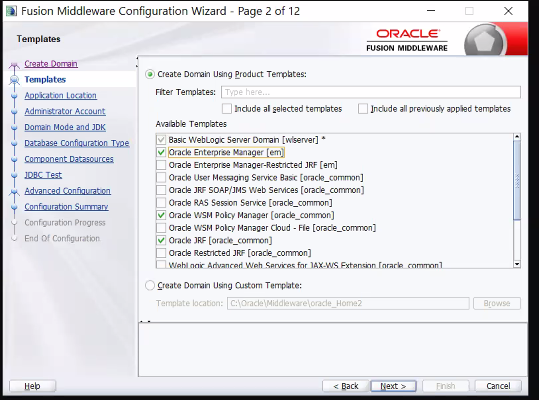 Fusion Middleware Configuration Wizard - Page 2 of 12
Templates
ORACLE
FUSION MIDDLEWARE
Create Domain
Templates
Application Location
Administrator Account
Domain Mode and JDK
Database Configuration Type
Component Datasources
JDBC Test
Advanced Configuration
Configuration Summary
Configuration Progress
End Of Configuration
Create Domain Using Product Templates:
Filter Templates: Type here...
Include all selected templates Include all previously applied templates
Available Templates
Basic WebLogic Server Domain [wlserver] *
Oracle Enterprise Manager [em]
Oracle Enterprise Manager-Restricted JRF [em]
Oracle User Messaging Service Basic [oracle_common]
Oracle JRF SOAP/JMS Web Services [oracle_common]
Oracle RAS Session Service [oracle_common]
Oracle WSM Policy Manager [oracle_common]
Oracle WSM Policy Manager Cloud - File [oracle_common]
Oracle JRF [oracle_common]
Oracle Restricted JRF [oracle_common]
WebLogic Advanced Web Services for JAX-WS Extension [oracle_common]
Create Domain Using Custom Template:
Template location: C:\Oracle\Middleware\oracle_Home2 Browse
Help < Back Next > Finish Cancel